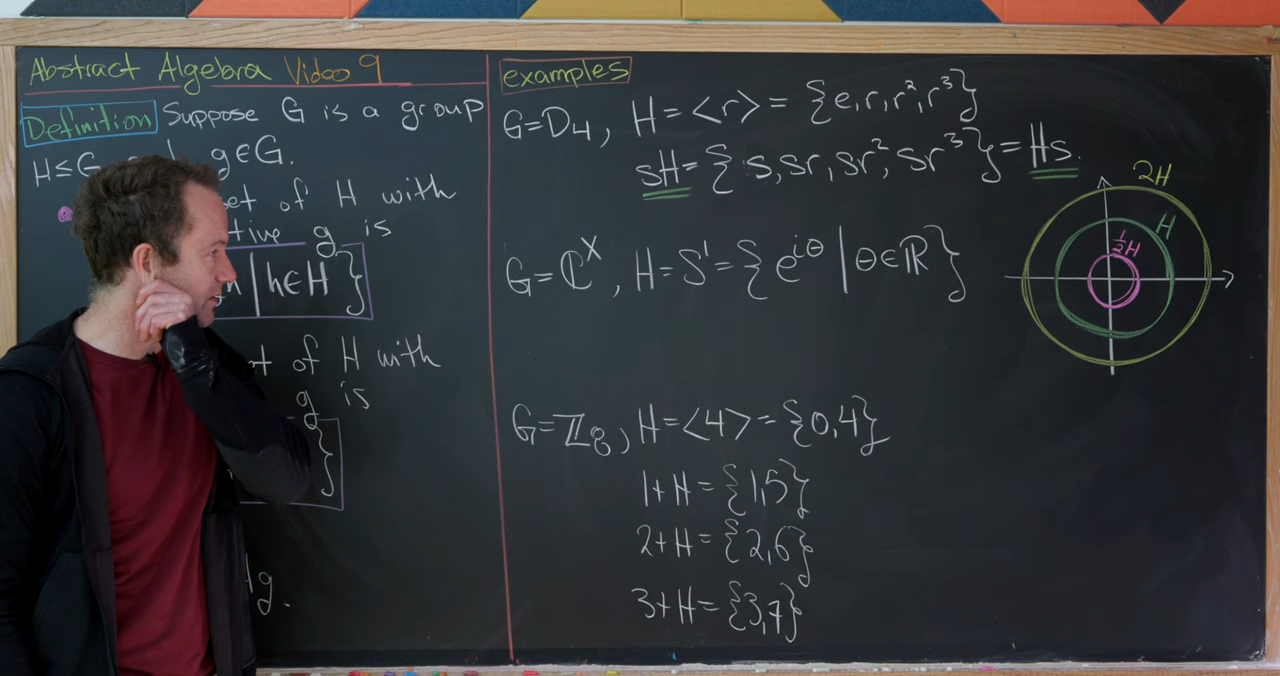 Abstract Algebra Video 9
Definition Suppose G is a group
H≤G g∈G.
of H with
g is
|h∈H}
of H with
g is
}
g.
examples
G=D₄, H=<r>={e,r,r²,r³}
sH={s,sr,sr²,sr³}=Hs.
G=ℂˣ, H=S¹={e^{iθ}|θ∈ℝ}
2H
H
½H
G=ℤ₈, H=<4>={0,4}
1+H={1,5}
2+H={2,6}
3+H={3,7}